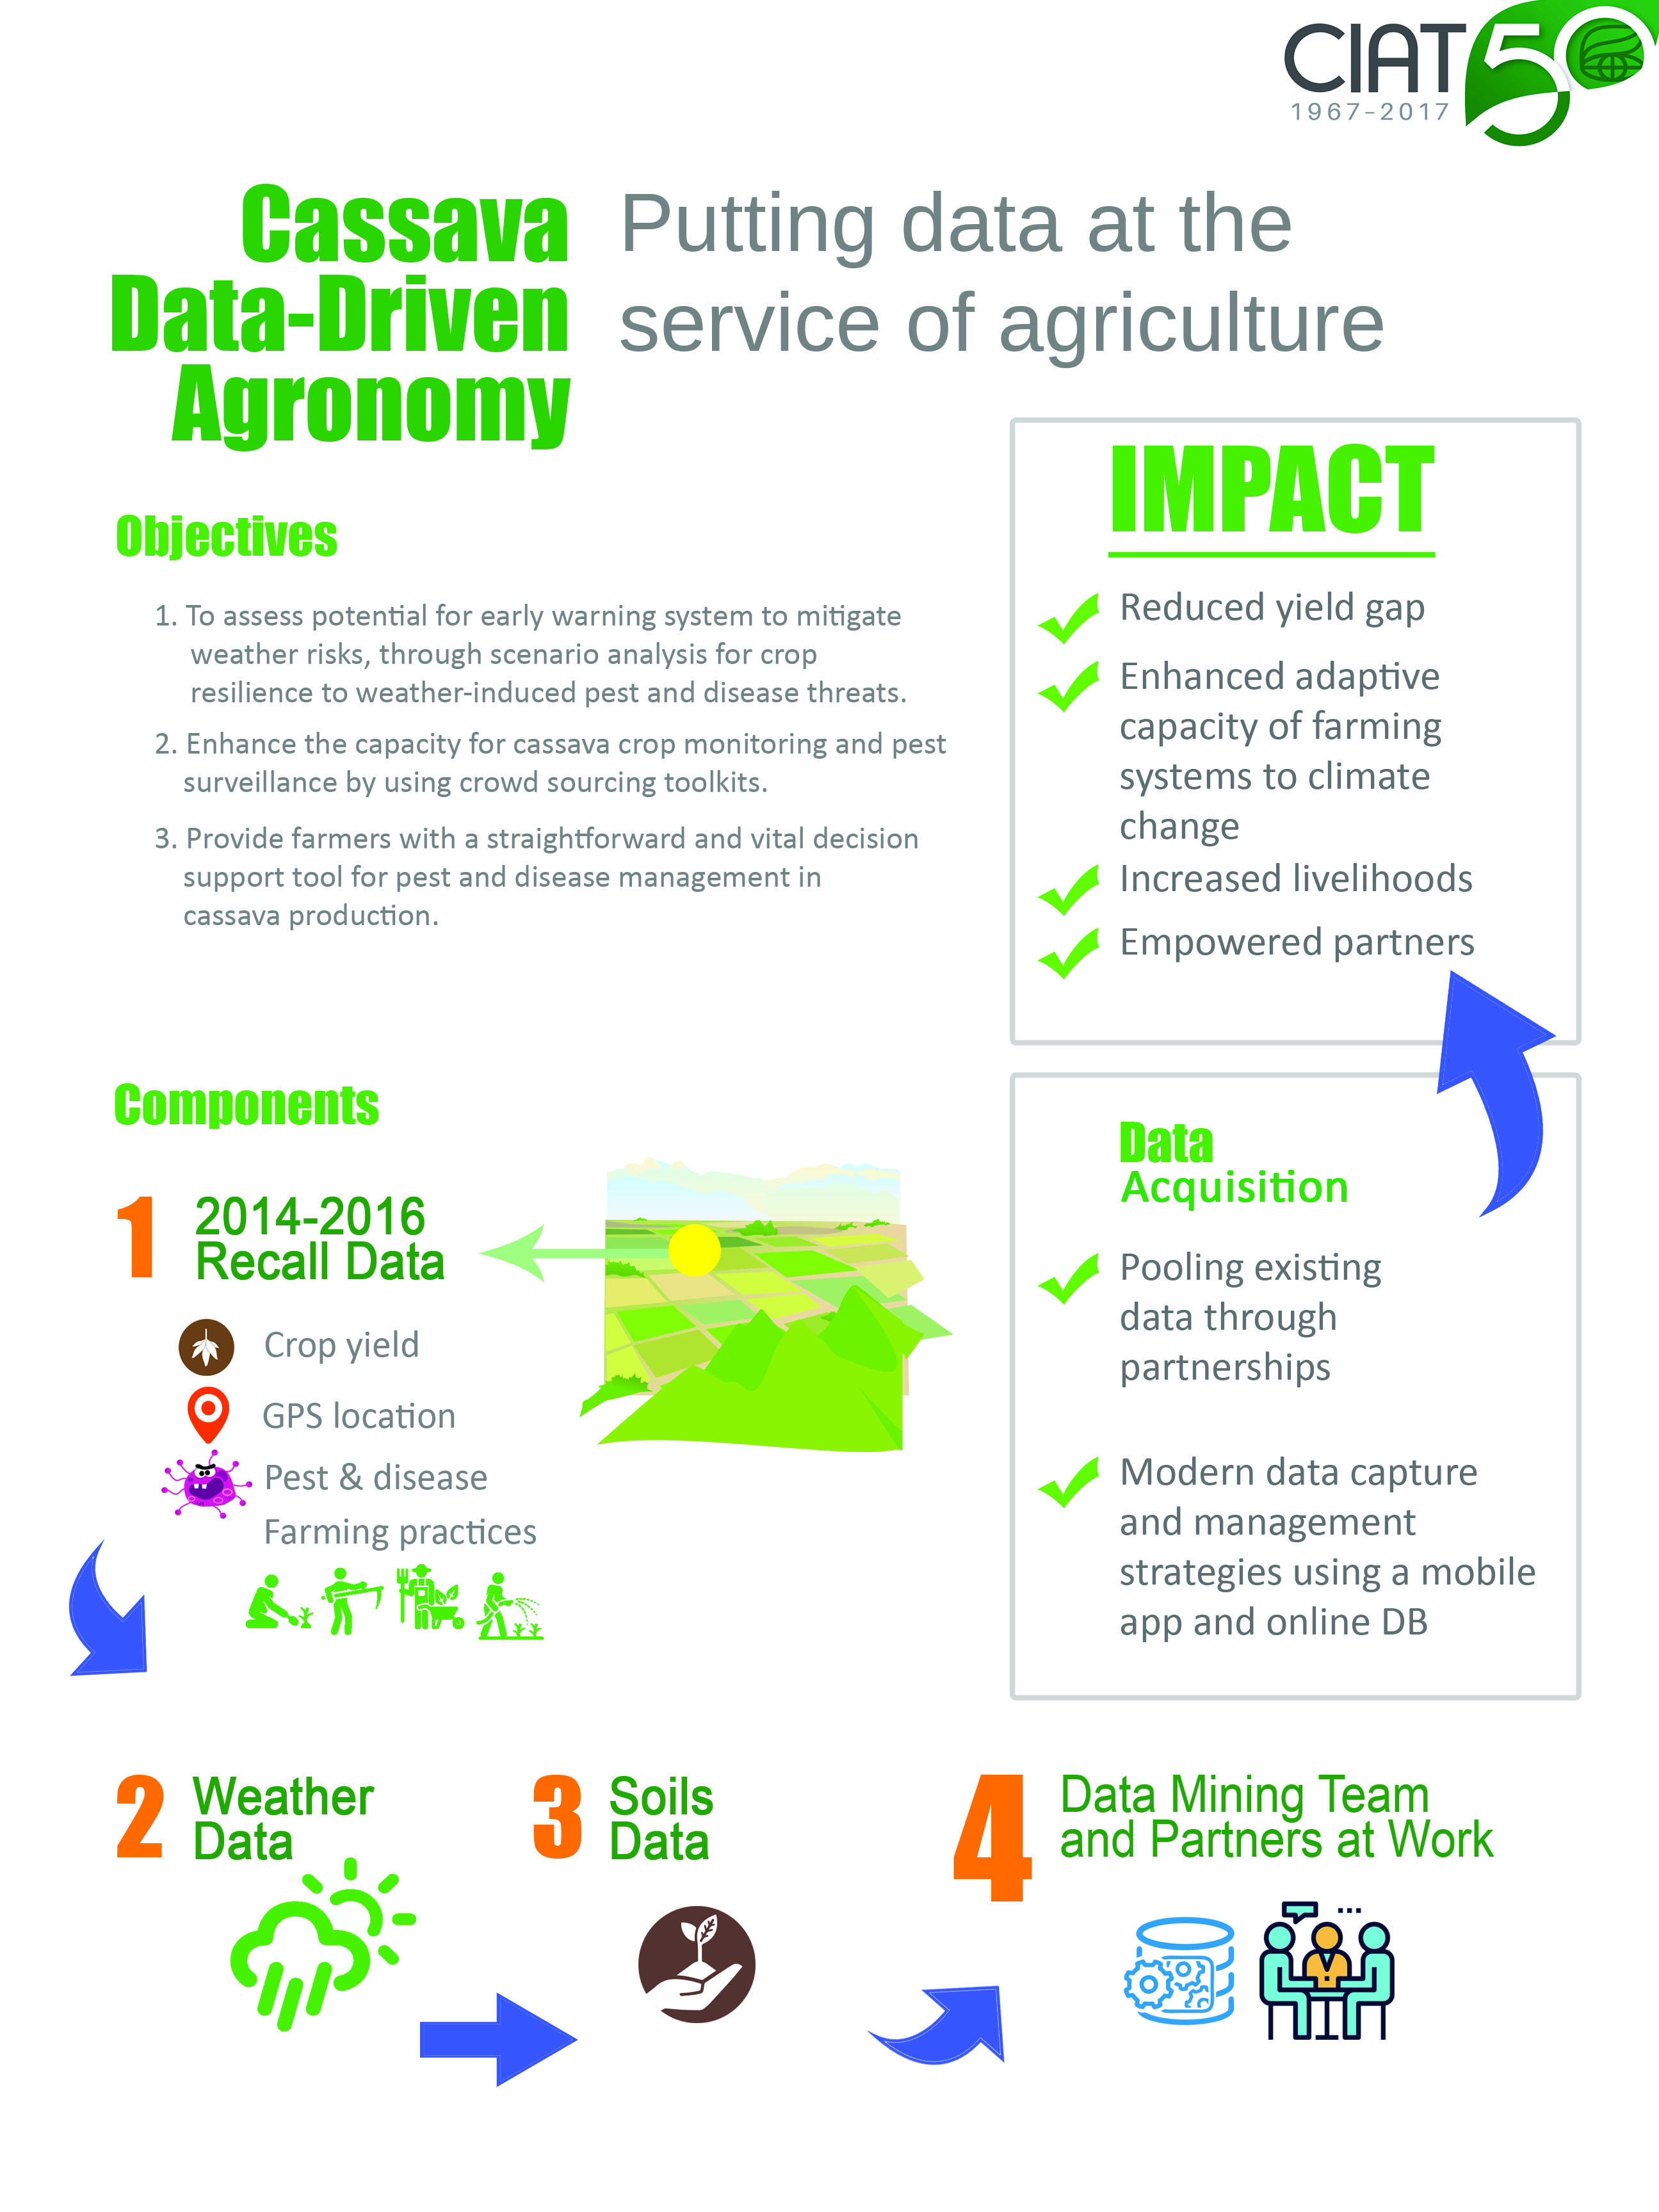 CIAT 50
1967-2017
Cassava
Data-Driven
Agronomy
Putting data at the
service of agriculture
Objectives
1. To assess potential for early warning system to mitigate
weather risks, through scenario analysis for crop
resilience to weather-induced pest and disease threats.
2. Enhance the capacity for cassava crop monitoring and pest
surveillance by using crowd sourcing toolkits.
3. Provide farmers with a straightforward and vital decision
support tool for pest and disease management in
cassava production.
IMPACT
Reduced yield gap
Enhanced adaptive
capacity of farming
systems to climate
change
Increased livelihoods
Empowered partners
Components
1 2014-2016
Recall Data
Crop yield
GPS location
Pest & disease
Farming practices
Data
Acquisition
Pooling existing
data through
partnerships
Modern data capture
and management
strategies using a mobile
app and online DB
2 Weather
Data
3 Soils
Data
4 Data Mining Team
and Partners at Work